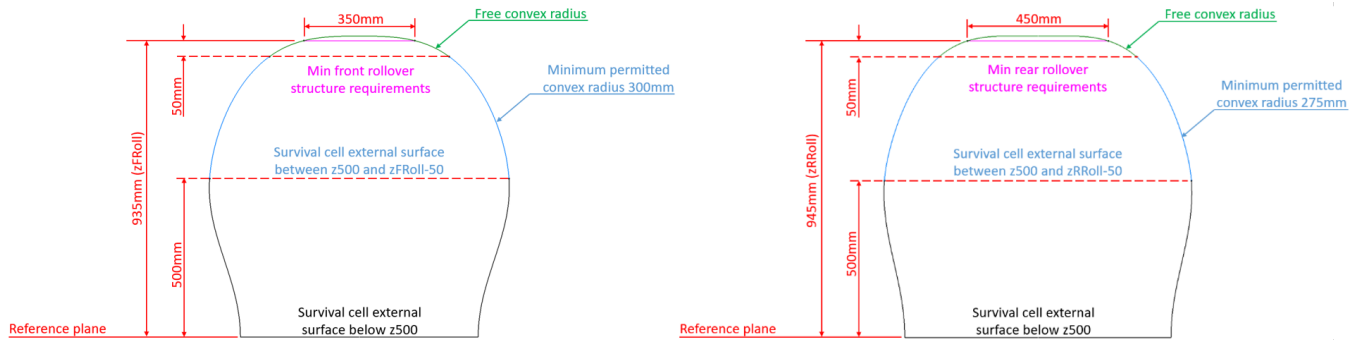 350mm
Free convex radius
Min front rollover
structure requirements
Minimum permitted
convex radius 300mm
50mm
935mm (zFRoll)
Survival cell external surface
between z500 and zFRoll-50
500mm
Survival cell external
surface below z500
Reference plane
450mm
Free convex radius
Min rear rollover
structure requirements
Minimum permitted
convex radius 275mm
50mm
945mm (zRRoll)
Survival cell external surface
between z500 and zRRoll-50
500mm
Survival cell external
surface below z500
Reference plane